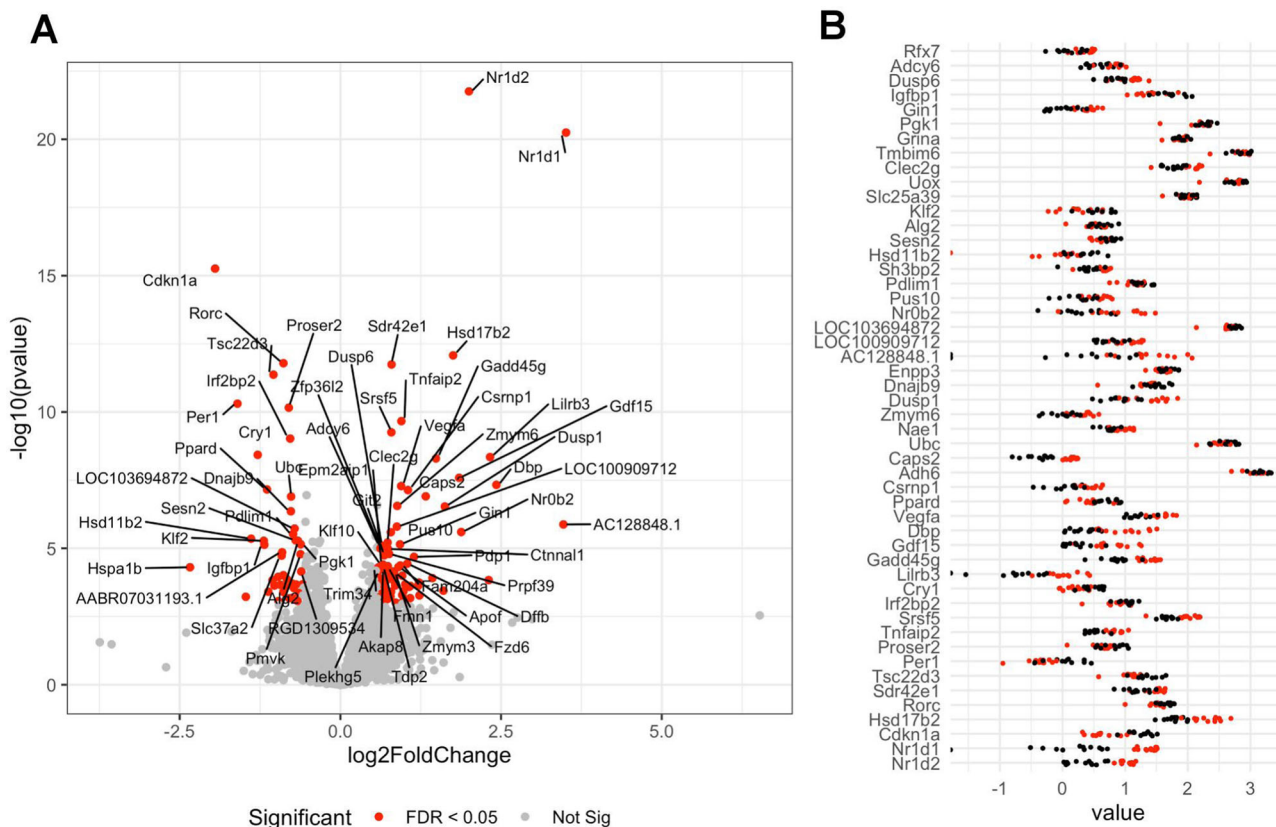 A
Nr1d2
20
Nr1d1
15
Cdkn1a
Rorc
Proser2
Sdr42e1
Hsd17b2
Tsc22d3
Dusp6
Gadd45g
Irf2bp2
Zfp36l2
Tnfaip2
Srsf5
Csrnp1
Lilrb3
Gdf15
10
Per1
Cry1
Adcy6
Vegfa
Zmym6
Dusp1
Ppard
Clec2g
LOC103694872
Dnajb9
Ubc
Epm2aip1
Caps2
Dbp
LOC100909712
Sesn2
Pdlim1
Git2
Nr0b2
Hsd11b2
Klf10
Pus10
Gin1
AC128848.1
Klf2
5
Hspa1b
Igfbp1
Pgk1
Pdp1
Ctnnal1
AABR07031193.1
Alg2
Trim34
Fam204a
Prpf39
Slc37a2
RGD1309534
Fmn1
Apof
Dffb
Pmvk
Akap8
Zmym3
Fzd6
Plekhg5
Tdp2
0
-log10(pvalue)
-2.5 0.0 2.5 5.0
log2FoldChange
Significant FDR < 0.05 Not Sig
B
Rfx7
Adcy6
Dusp6
Igfbp1
Gin1
Pgk1
Grina
Tmbim6
Clec2g
Uox
Slc25a39
Klf2
Alg2
Sesn2
Hsd11b2
Sh3bp2
Pdlim1
Pus10
Nr0b2
LOC103694872
LOC100909712
AC128848.1
Enpp3
Dnajb9
Dusp1
Zmym6
Nae1
Ubc
Caps2
Adh6
Csrnp1
Ppard
Vegfa
Dbp
Gdf15
Gadd45g
Lilrb3
Cry1
Irf2bp2
Srsf5
Tnfaip2
Proser2
Per1
Tsc22d3
Sdr42e1
Rorc
Hsd17b2
Cdkn1a
Nr1d1
Nr1d2
-1 0 1 2 3
value